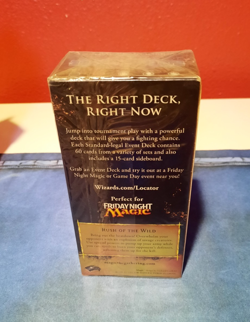 THE RIGHT DECK,
RIGHT NOW
Jump into tournament play with a powerful
deck that will give you a fighting chance.
Each Standard-legal Event Deck contains
60 cards from a variety of sets and also
includes a 15-card sideboard.
Grab an Event Deck and try it out at a Friday
Night Magic or Game Day event near you!
Wizards.com/Locator
Perfect for
FRIDAY NIGHT
MAGIC
RUSH OF THE WILD